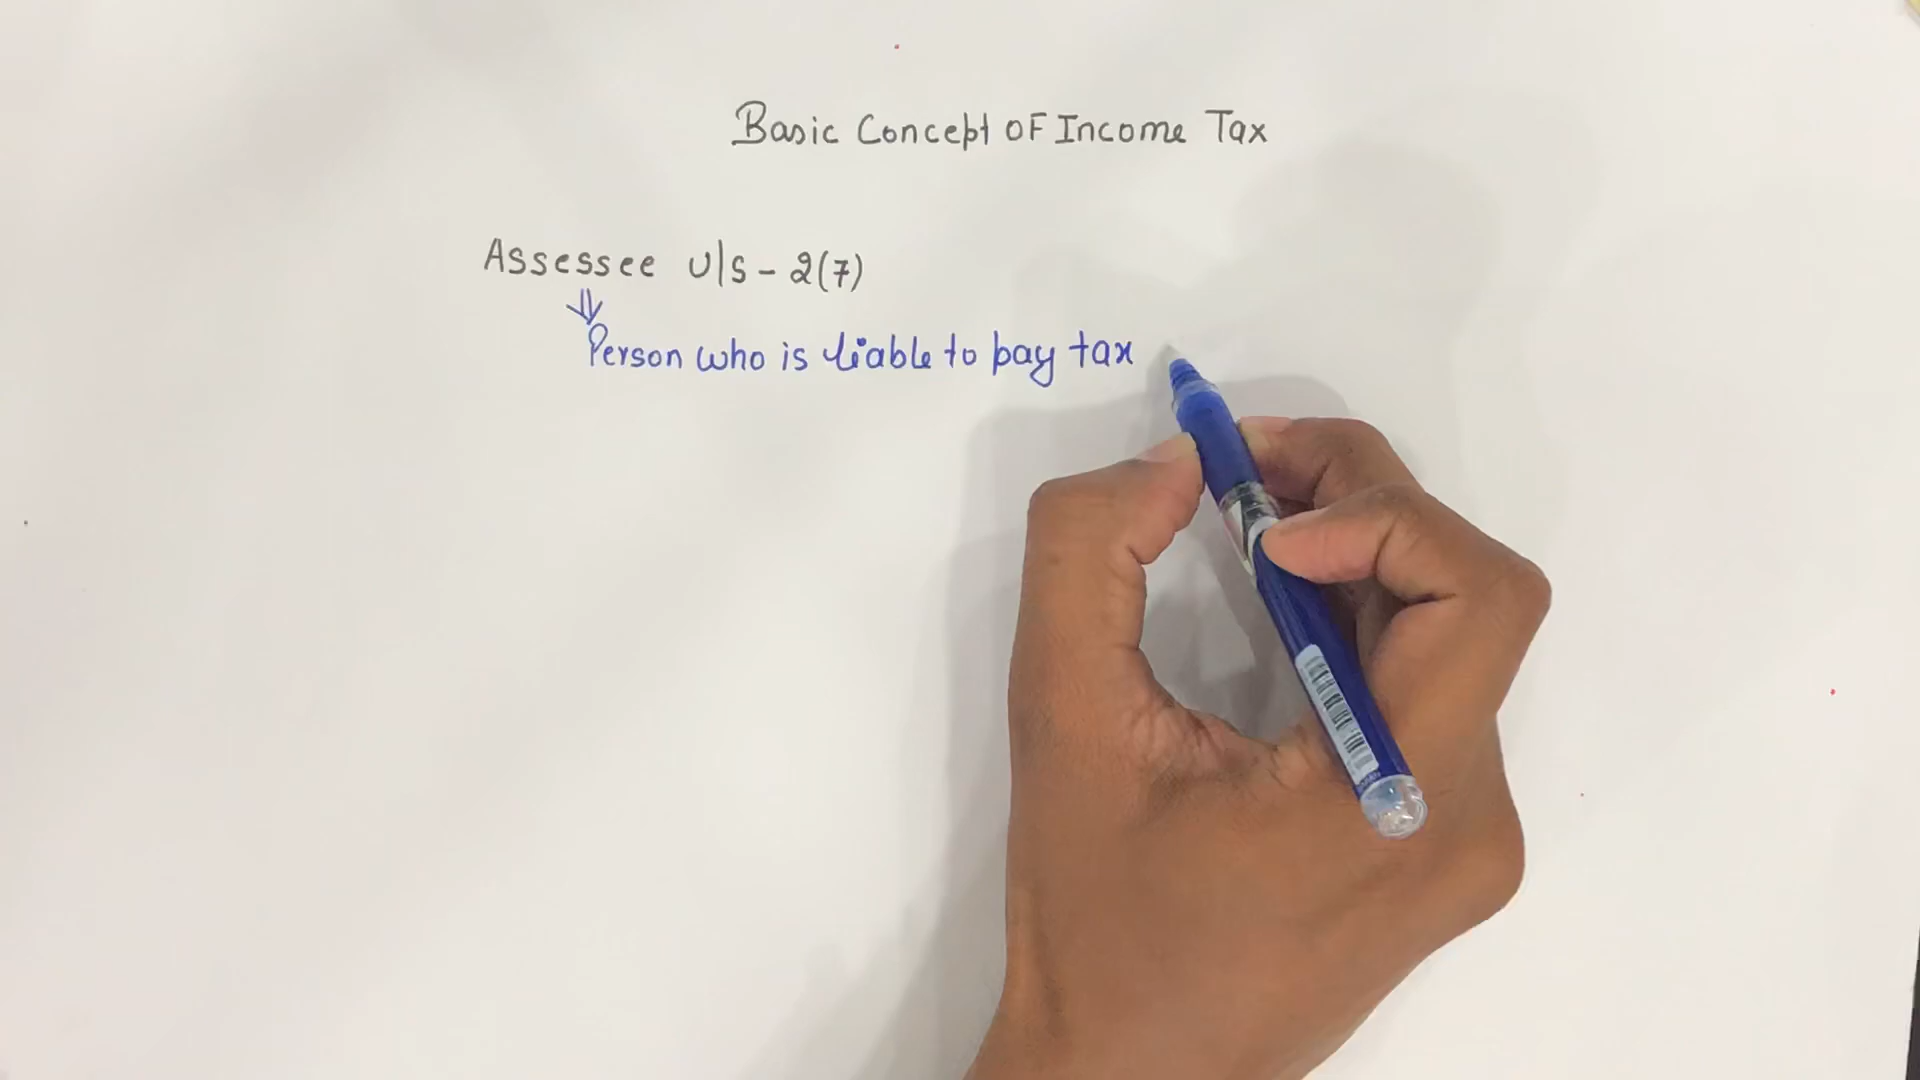 Basic Concept OF Income Tax
Assessee U/S - 2(7)
⇓
Person who is liable to pay tax